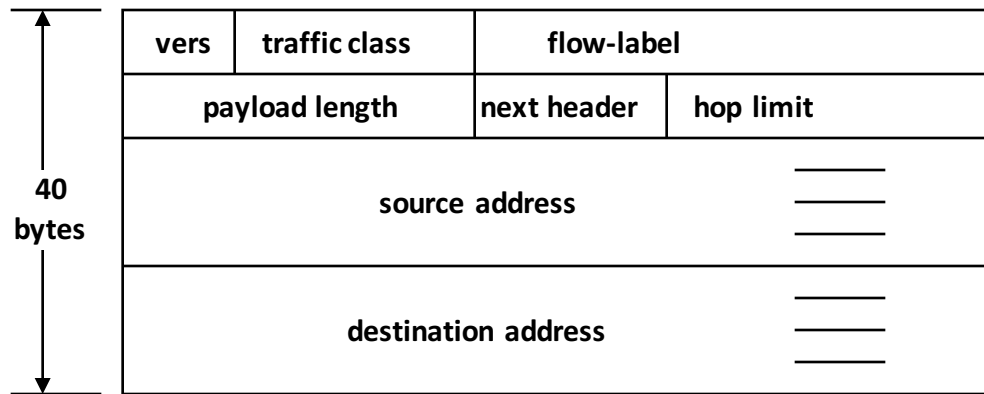 vers traffic class flow-label
payload length next header hop limit
40
bytes
source address
destination address